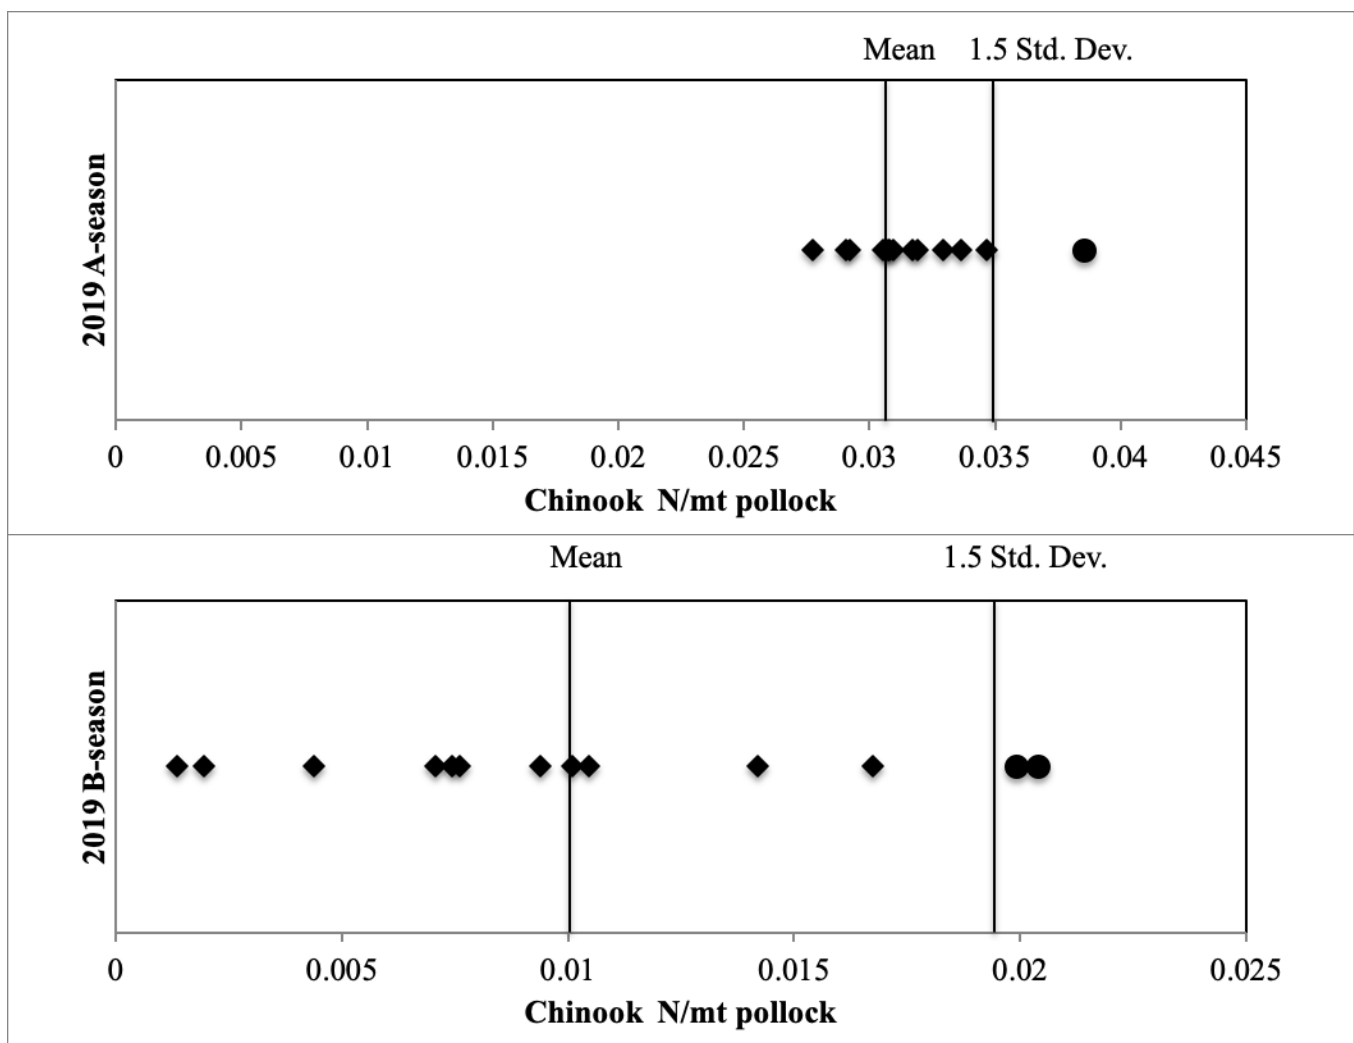 Mean 1.5 Std. Dev.
2019 A-season
0 0.005 0.01 0.015 0.02 0.025 0.03 0.035 0.04 0.045
Chinook N/mt pollock
Mean 1.5 Std. Dev.
2019 B-season
0 0.005 0.01 0.015 0.02 0.025
Chinook N/mt pollock